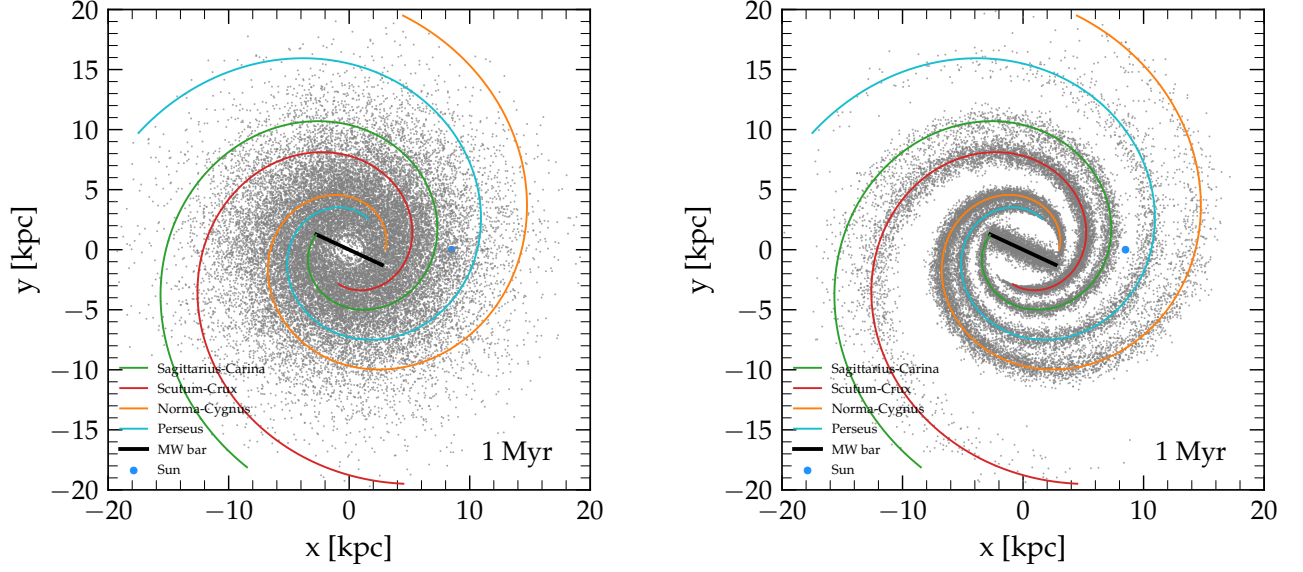 20
15
10
5
0
−5
−10
−15
−20
y [kpc]
Sagittarius-Carina
Scutum-Crux
Norma-Cygnus
Perseus
MW bar
Sun
1 Myr
−20
−10
0
10
20
x [kpc]
20
15
10
5
0
−5
−10
−15
−20
y [kpc]
Sagittarius-Carina
Scutum-Crux
Norma-Cygnus
Perseus
MW bar
Sun
1 Myr
−20
−10
0
10
20
x [kpc]